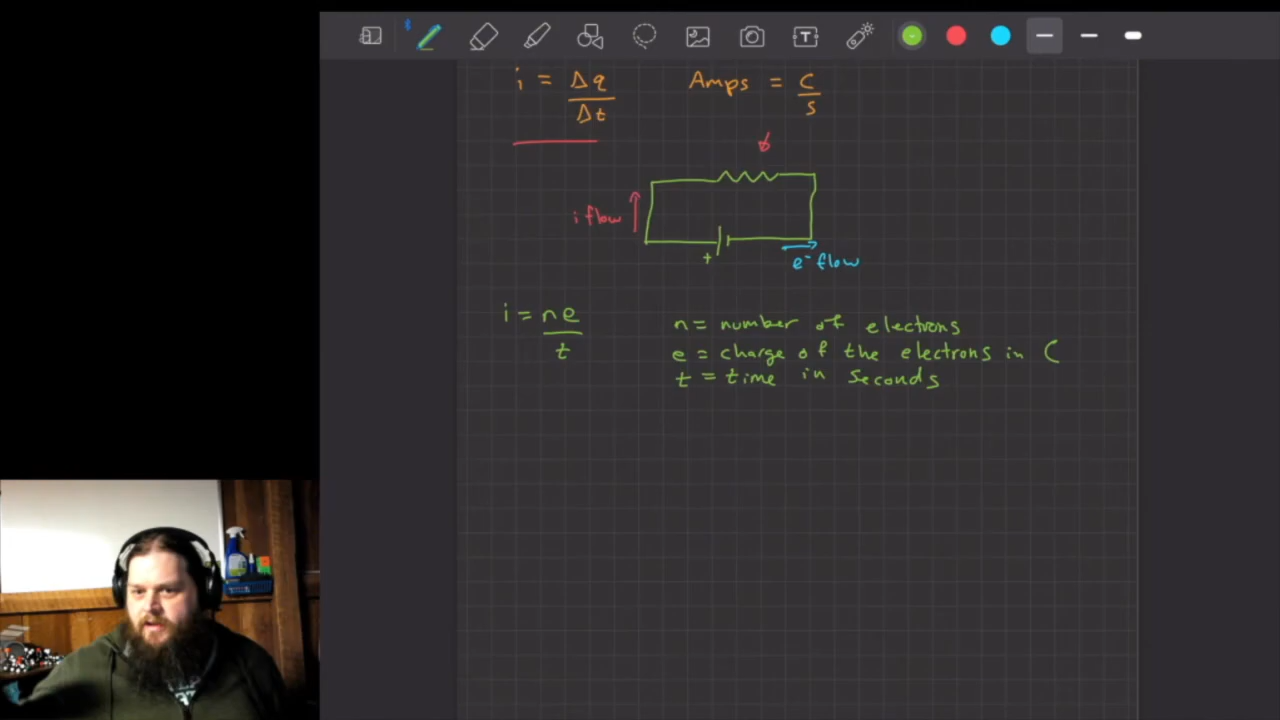 i = Δq / Δt    Amps = C / s
i flow
+
e⁻ flow
i = ne / t
n = number of electrons
e = charge of the electrons in C
t = time in seconds